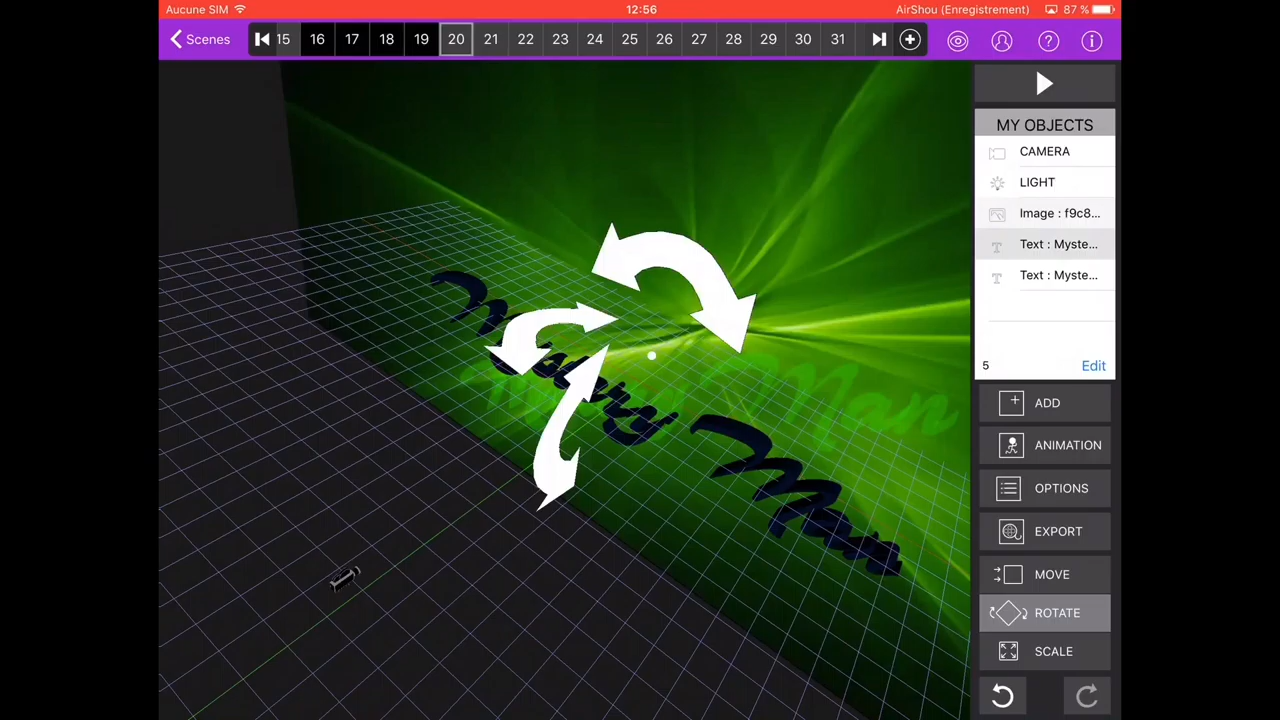 Aucune SIM
12:56
AirShou (Enregistrement)
87 %
Scenes
15 16 17 18 19 20 21 22 23 24 25 26 27 28 29 30 31
MY OBJECTS
CAMERA
LIGHT
Image : f9c8...
Text : Myste...
Text : Myste...
5
Edit
ADD
ANIMATION
OPTIONS
EXPORT
MOVE
ROTATE
SCALE
Man
Man